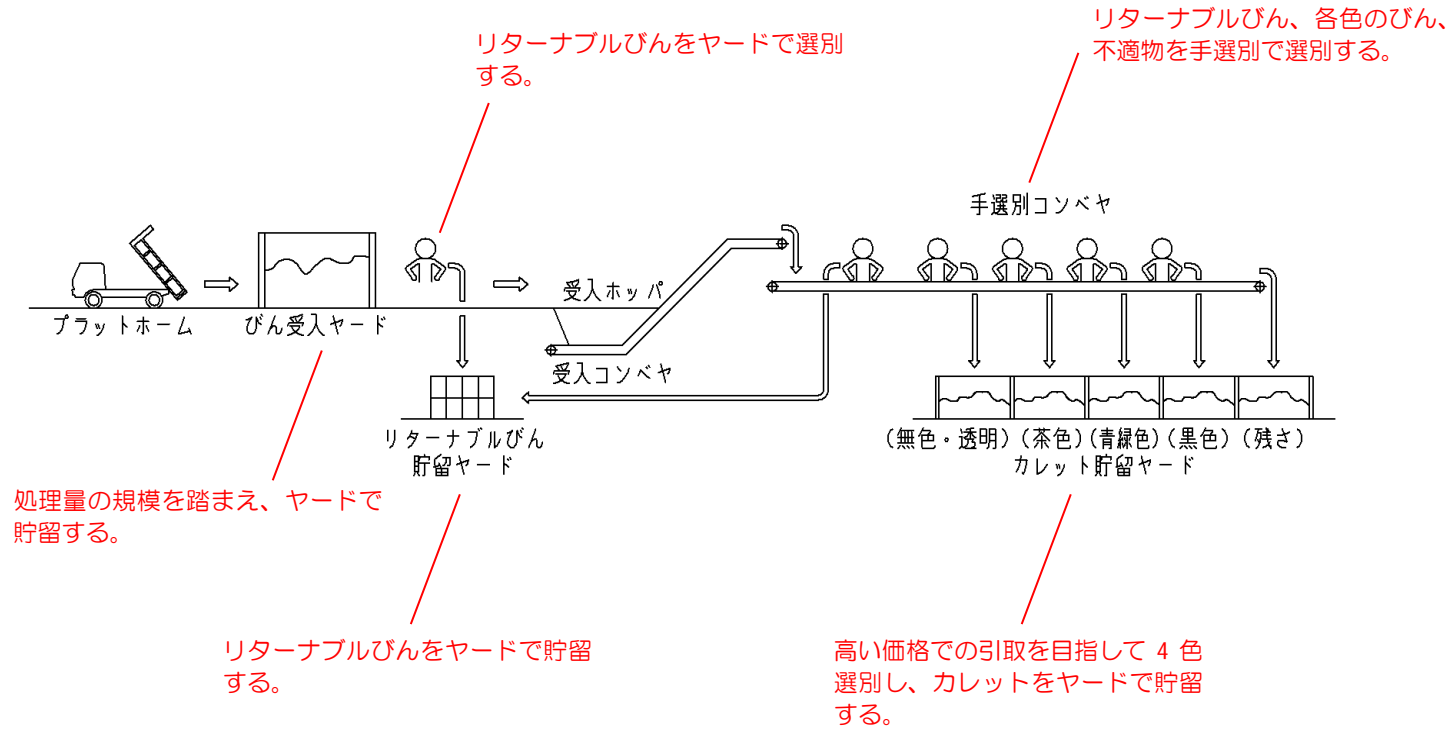 リターナブルびん、各色のびん、
不適物を手選別で選別する。
リターナブルびんをヤードで選別
する。
手選別コンベヤ
受入ホッパ
プラットホーム
びん受入ヤード
受入コンベヤ
リターナブルびん
貯留ヤード
(無色・透明)(茶色)(青緑色)(黒色)(残さ)
カレット貯留ヤード
処理量の規模を踏まえ、ヤードで
貯留する。
リターナブルびんをヤードで貯留
する。
高い価格での引取を目指して 4 色
選別し、カレットをヤードで貯留
する。